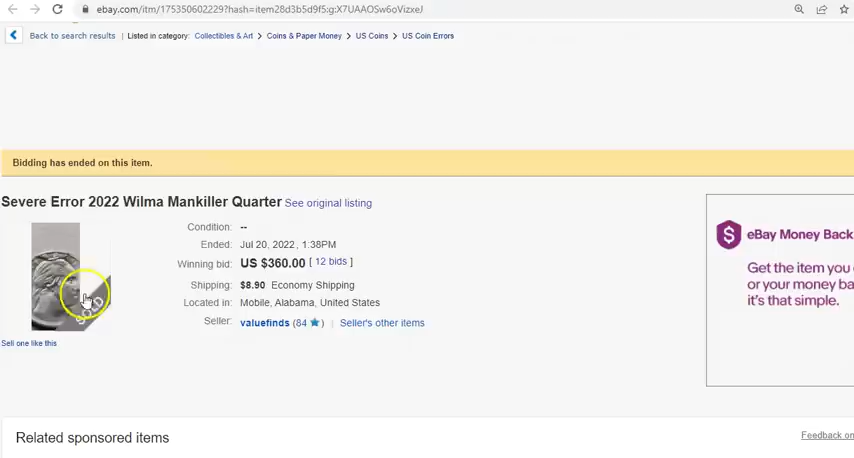 ebay.com/itm/175350602229?hash=item28d3b5d9f5:g:X7UAAOSw6oVizxeJ
Back to search results | Listed in category: Collectibles & Art > Coins & Paper Money > US Coins > US Coin Errors
Bidding has ended on this item.
Severe Error 2022 Wilma Mankiller Quarter See original listing
Condition: --
Ended: Jul 20, 2022, 1:38PM
Winning bid: US $360.00 [ 12 bids ]
Shipping: $8.90 Economy Shipping
Located in: Mobile, Alabama, United States
Seller: valuefinds (84 ) | Seller's other items
SOLD
Sell one like this
eBay Money Back
Get the item you
or your money ba
it's that simple.
Related sponsored items
Feedback on